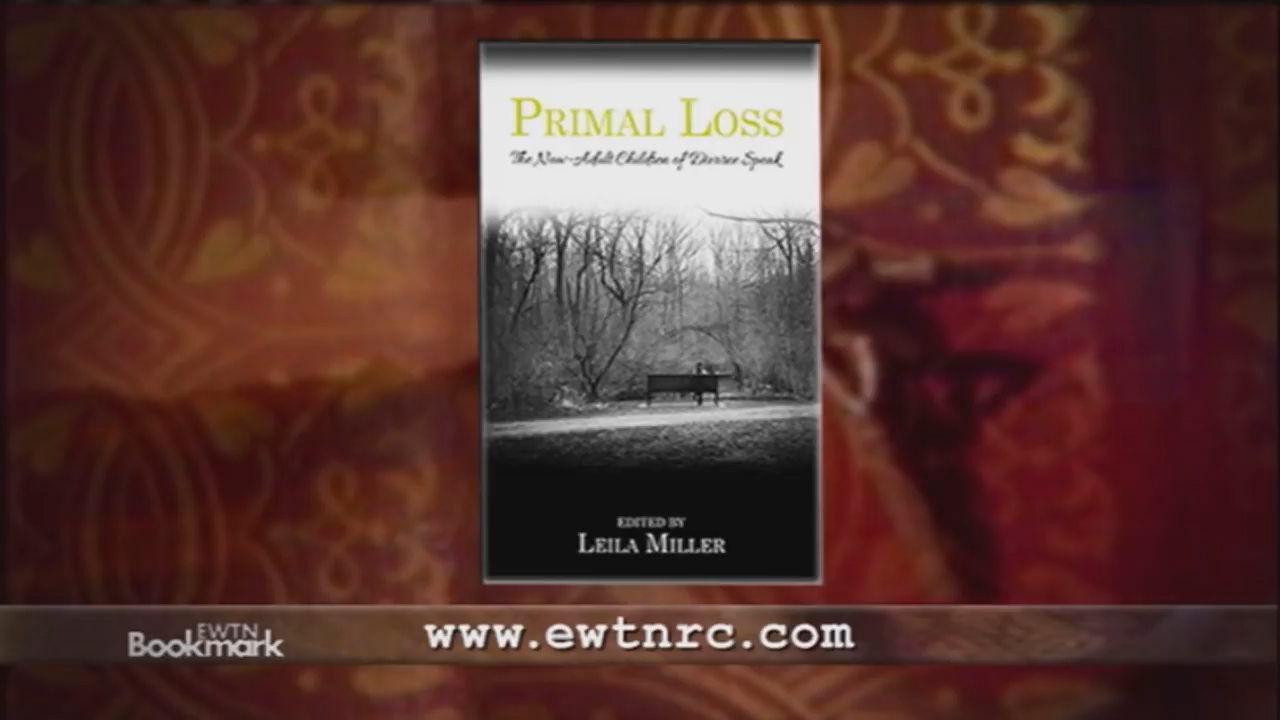 PRIMAL LOSS
The Now-Adult Children of Divorce Speak
EDITED BY
LEILA MILLER
EWTN
Bookmark
www.ewtnrc.com